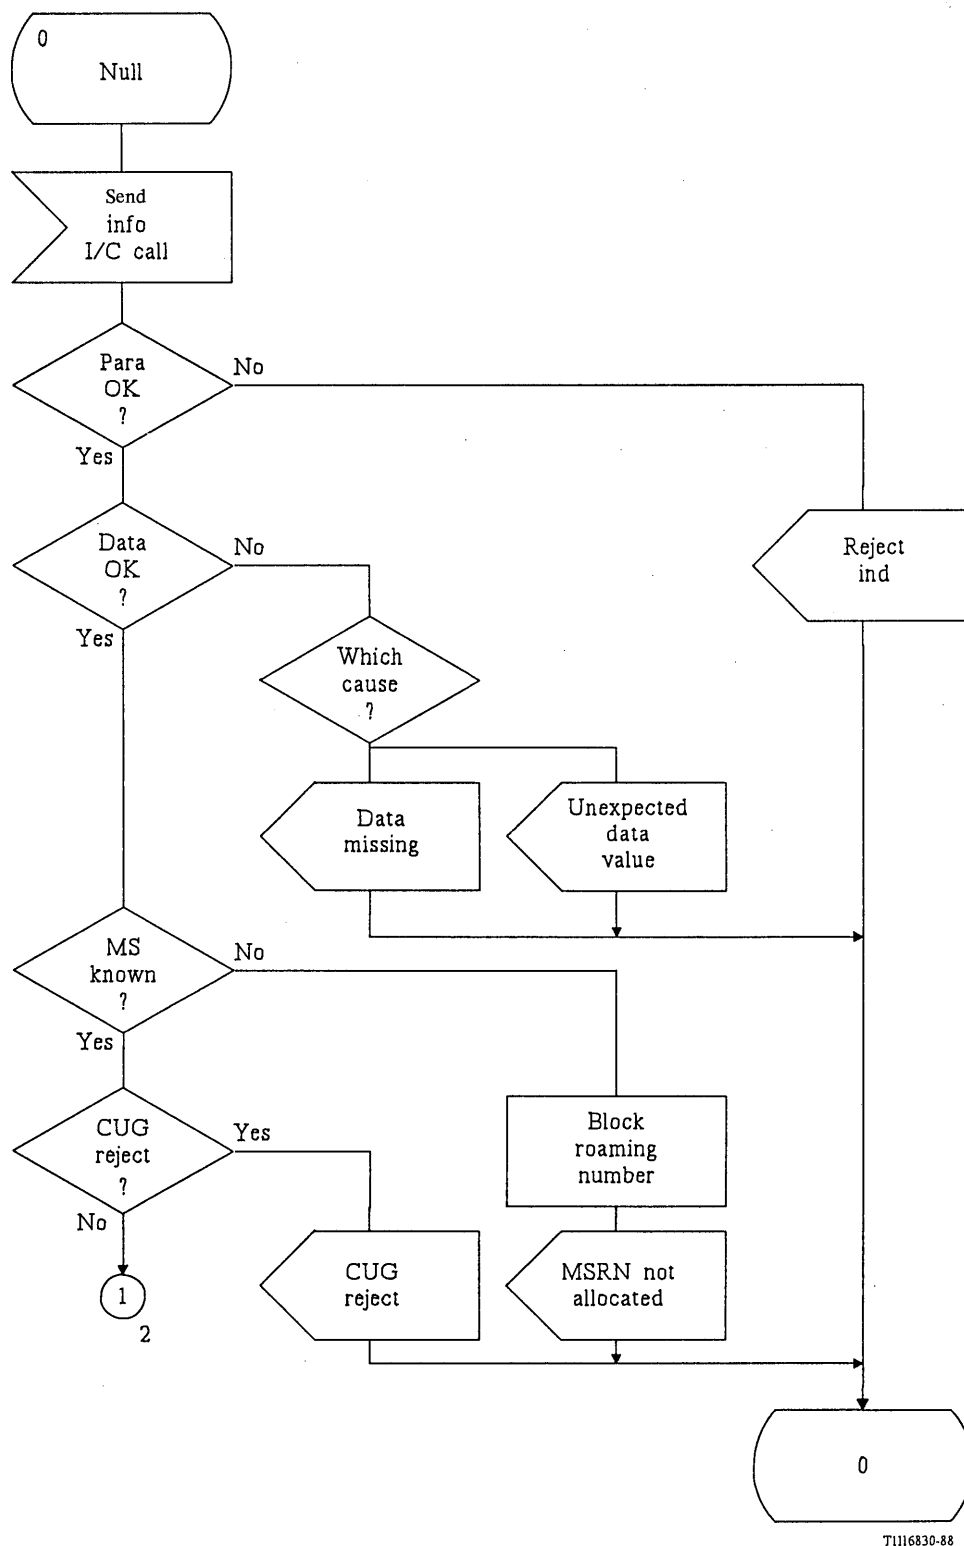 0
Null
Send
info
I/C call
Para
OK
?
No
Yes
Data
OK
?
No
Yes
Reject
ind
Which
cause
?
Data
missing
Unexpected
data
value
MS
known
?
No
Yes
CUG
reject
?
Yes
No
Block
roaming
number
1
2
CUG
reject
MSRN not
allocated
0
T1116830-88